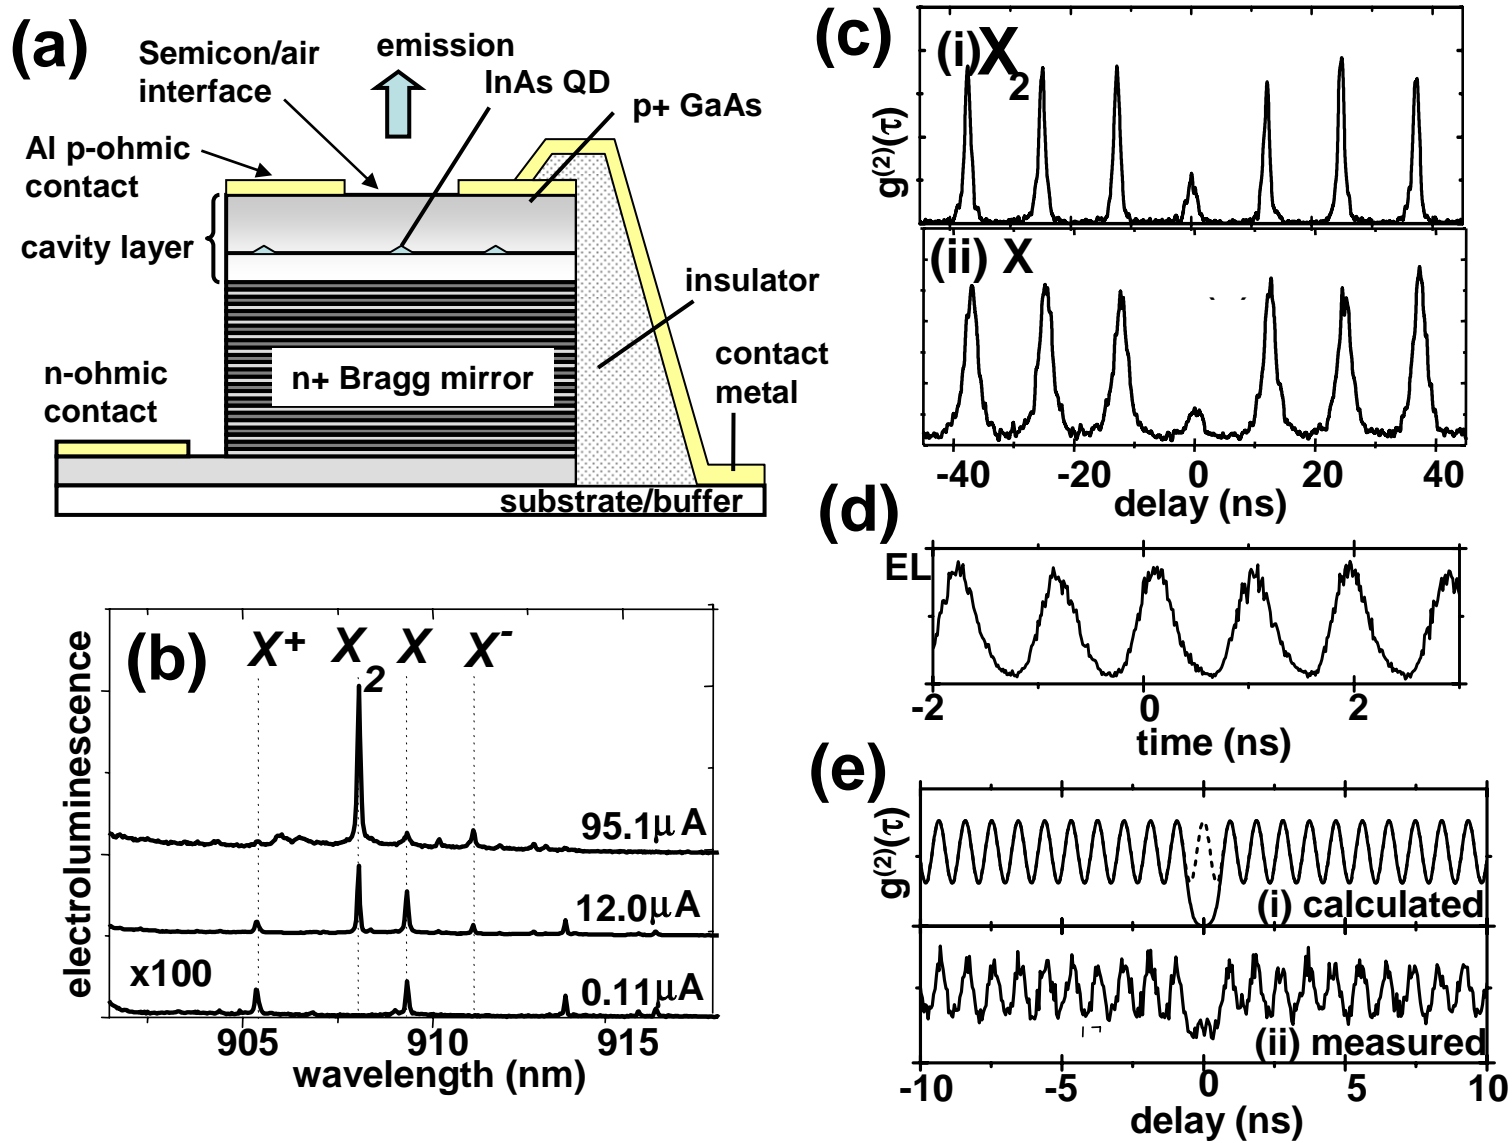 (a)
Semicon/air
interface
emission
InAs QD
p+ GaAs
Al p-ohmic
contact
cavity layer
insulator
n+ Bragg mirror
contact
metal
n-ohmic
contact
substrate/buffer
(b)
X+ X2 X X-
electroluminescence
95.1μA
12.0μA
x100
0.11μA
905 910 915
wavelength (nm)
(c)
(i) X2
g(2)(τ)
(ii) X
-40 -20 0 20 40
delay (ns)
(d)
EL
-2 0 2
time (ns)
(e)
g(2)(τ)
(i) calculated
(ii) measured
-10 -5 0 5 10
delay (ns)